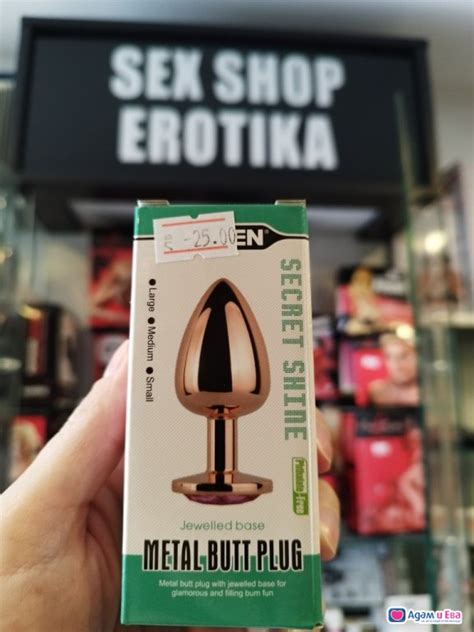 SEX SHOP
EROTIKA
EN
25.00
SECRET SHINE
Large • Medium • Small
Phthalate-Free
Jewelled base
METAL BUTT PLUG
Metal butt plug with jewelled base for
glamorous and filling bum fun
Адам и Ева